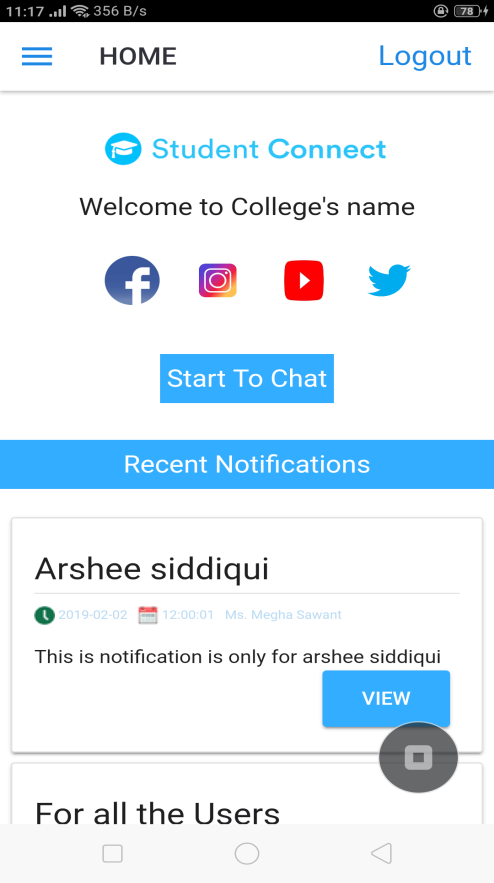 11:17 356 B/s 78
HOME Logout
Student Connect
Welcome to College's name
Start To Chat
Recent Notifications
Arshee siddiqui
2019-02-02 12:00:01 Ms. Megha Sawant
This is notification is only for arshee siddiqui
VIEW
For all the Users